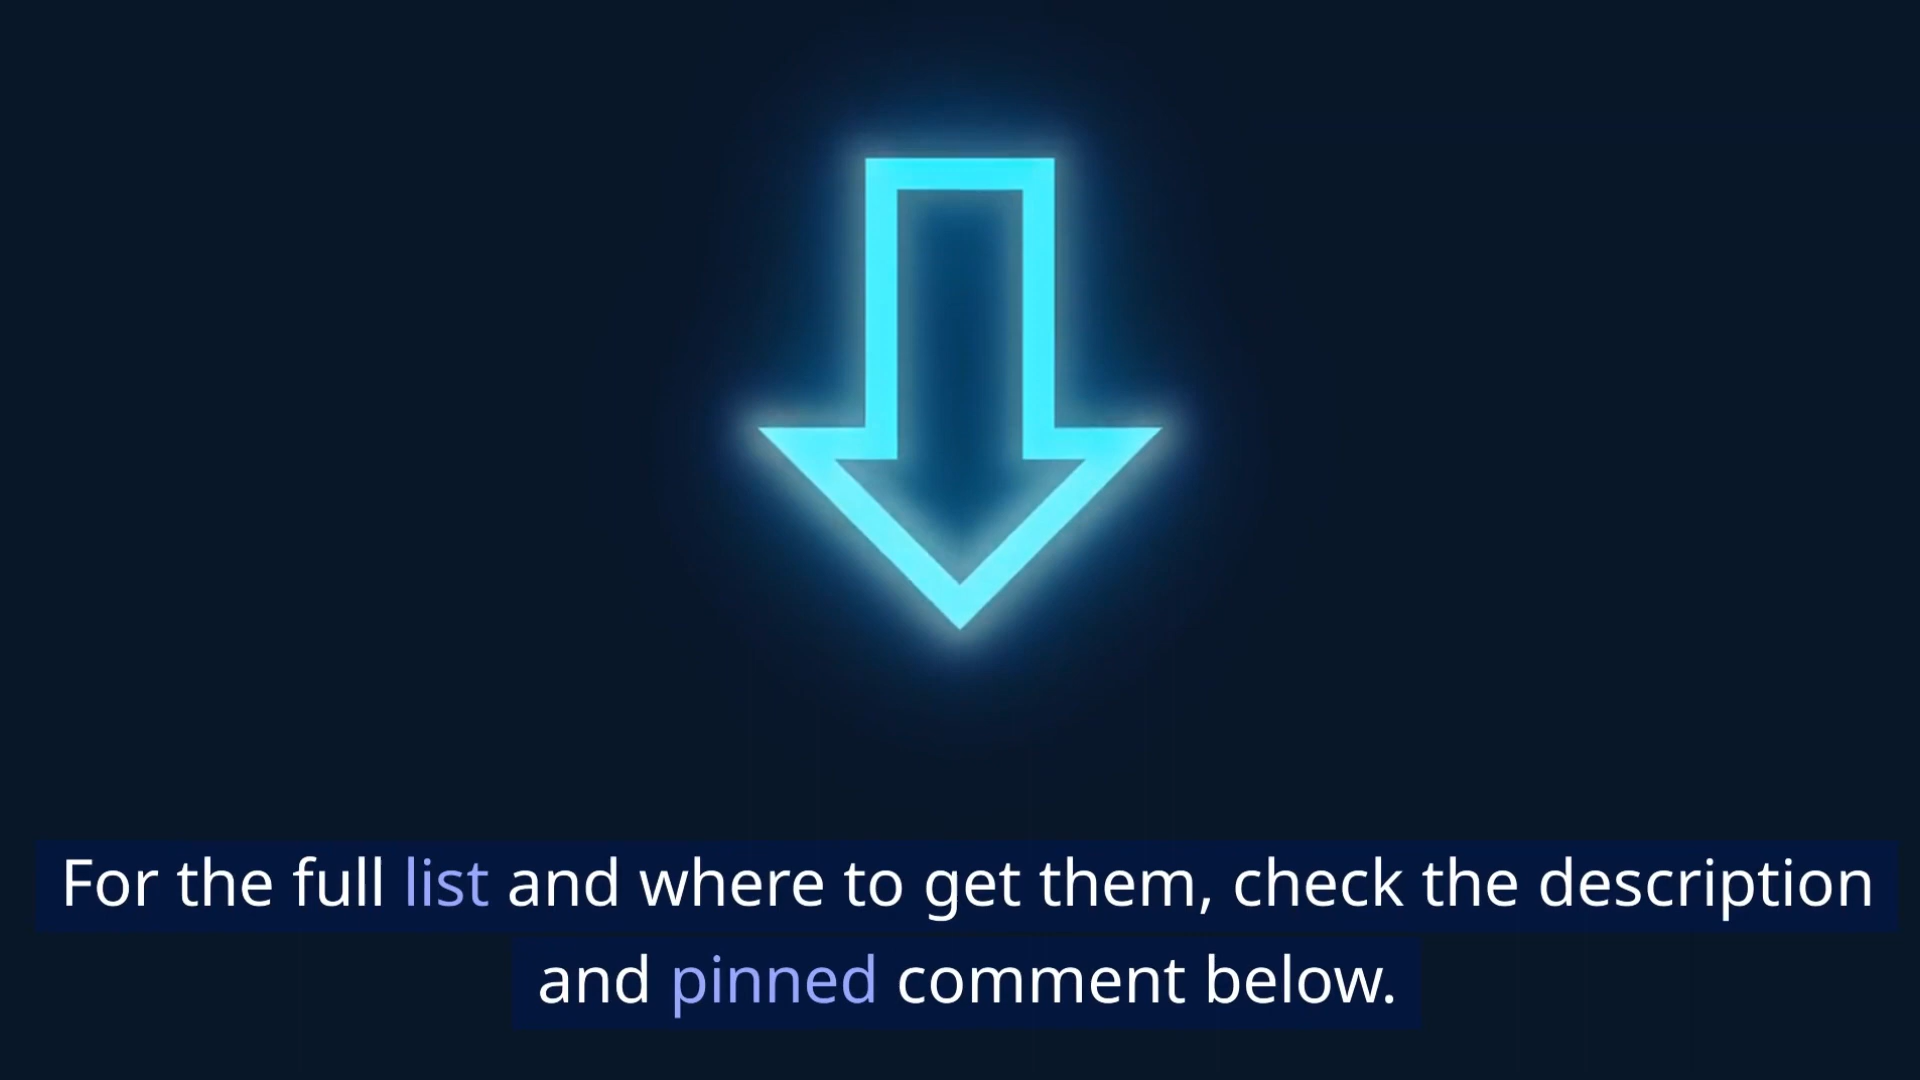 For the full list and where to get them, check the description
and pinned comment below.